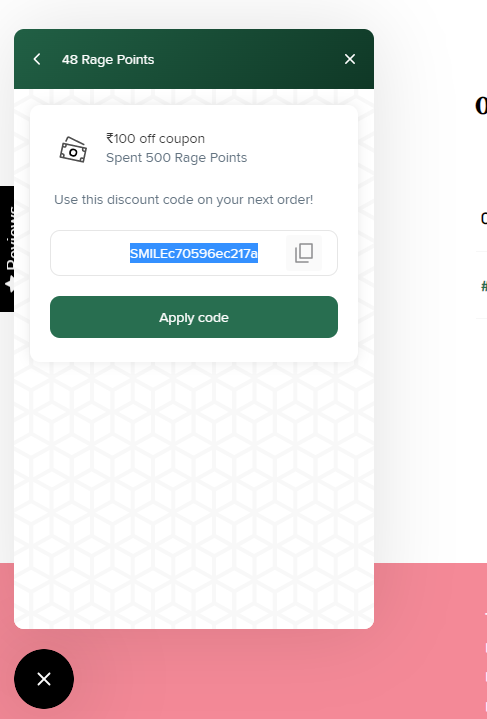 48 Rage Points
₹100 off coupon
Spent 500 Rage Points
Use this discount code on your next order!
SMILEc70596ec217a
Apply code
Reviews